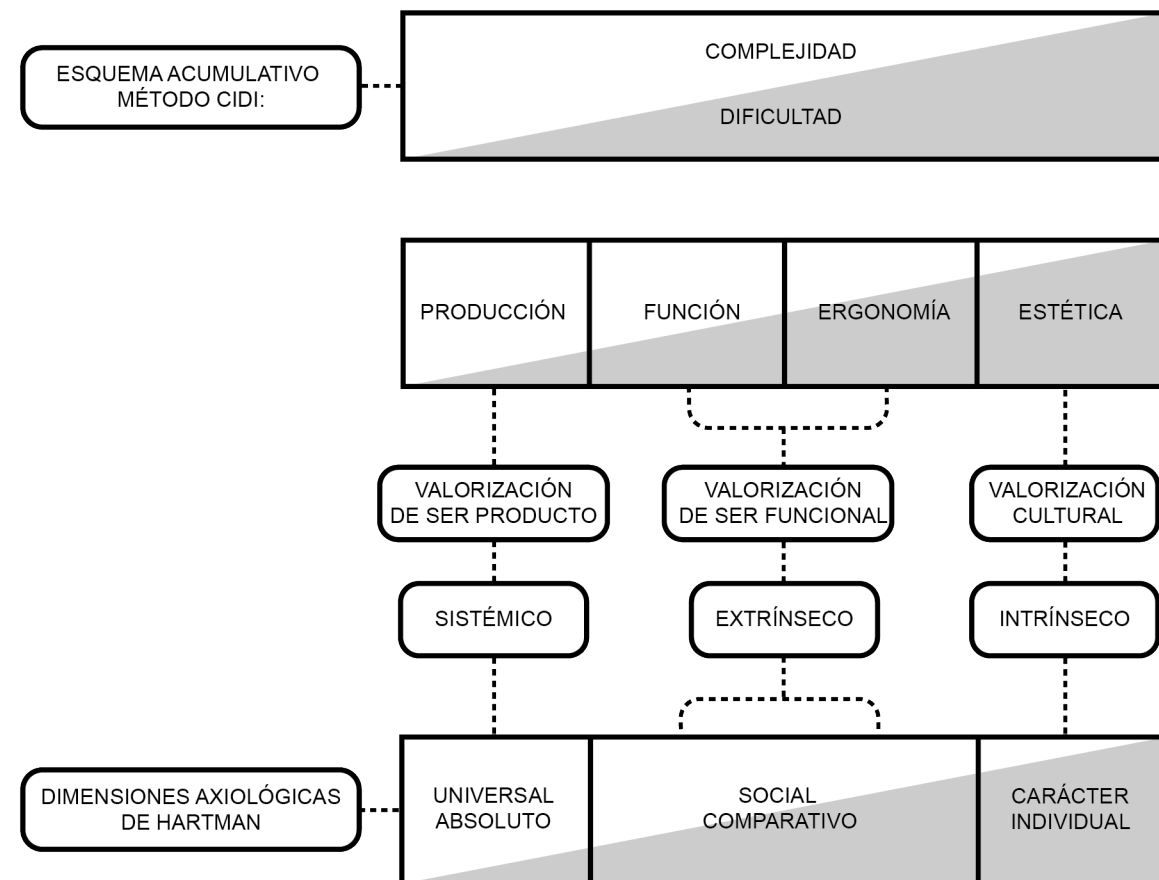 ESQUEMA ACUMULATIVO
MÉTODO CIDI:
COMPLEJIDAD
DIFICULTAD
PRODUCCIÓN
FUNCIÓN
ERGONOMÍA
ESTÉTICA
VALORIZACIÓN
DE SER PRODUCTO
VALORIZACIÓN
DE SER FUNCIONAL
VALORIZACIÓN
CULTURAL
SISTÉMICO
EXTRÍNSECO
INTRÍNSECO
DIMENSIONES AXIOLÓGICAS
DE HARTMAN
UNIVERSAL
ABSOLUTO
SOCIAL
COMPARATIVO
CARÁCTER
INDIVIDUAL